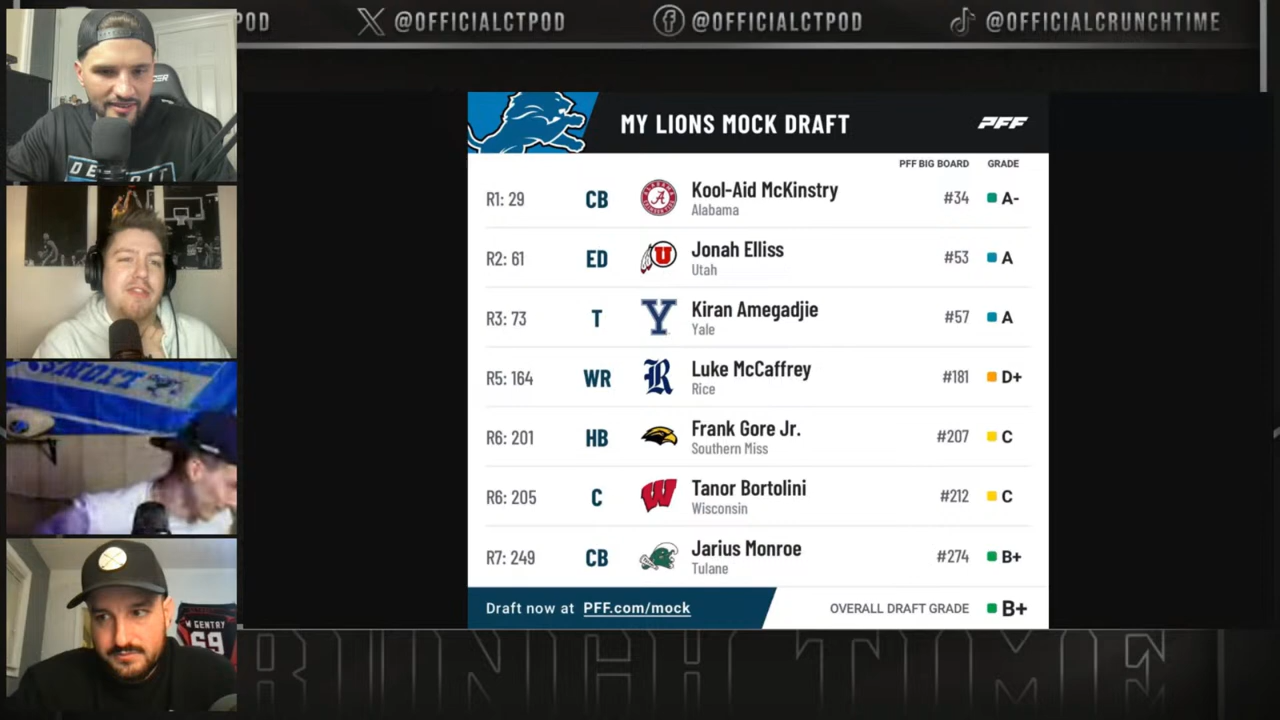 POD
@OFFICIALCTPOD
@OFFICIALCTPOD
@OFFICIALCRUNCHTIME
MY LIONS MOCK DRAFT
PFF
PFF BIG BOARD GRADE
R1: 29 CB Kool-Aid McKinstry #34 A-
Alabama
R2: 61 ED Jonah Elliss #53 A
Utah
R3: 73 T Kiran Amegadjie #57 A
Yale
R5: 164 WR Luke McCaffrey #181 D+
Rice
R6: 201 HB Frank Gore Jr. #207 C
Southern Miss
R6: 205 C Tanor Bortolini #212 C
Wisconsin
R7: 249 CB Jarius Monroe #274 B+
Tulane
Draft now at PFF.com/mock OVERALL DRAFT GRADE B+
DETROIT
LIONS
GENTRY
69
RUNCH TIME